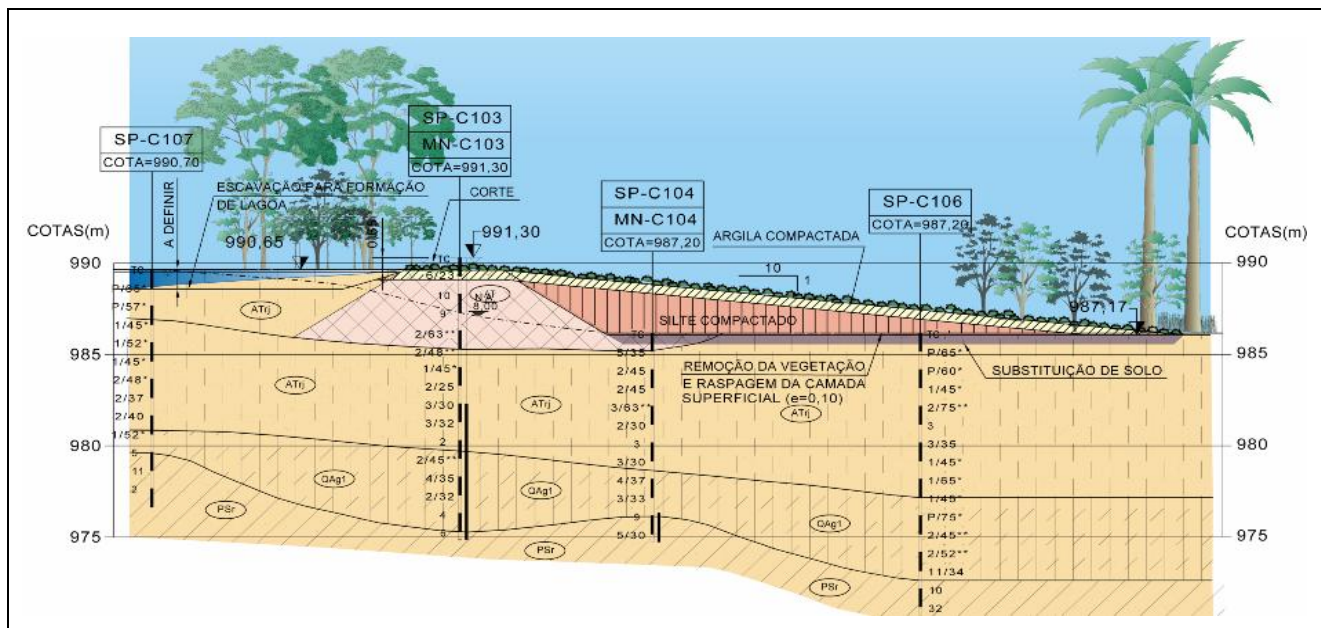 SP-C107
COTA=990,70
A DEFINIR
ESCAVAÇÃO PARA FORMAÇÃO
DE LAGOA
990,65
SP-C103
MN-C103
COTA=991,30
CORTE
991,30
SP-C104
MN-C104
COTA=987,20
ARGILA COMPACTADA
10
1
SP-C106
COTA=987,20
987,17
COTAS(m)
990
985
980
975
COTAS(m)
990
985
980
975
SILTE COMPACTADO
REMOÇÃO DA VEGETAÇÃO
E RASPAGEM DA CAMADA
SUPERFICIAL (e=0,10)
SUBSTITUIÇÃO DE SOLO
TC
P/57*
1/45*
1/52*
1/45*
2/48*
2/37
2/40
1/52*
5
11
2
TC
10
9
2/63**
2/48**
1/45*
2/25
3/30
3/32
2
2/45**
4/35
2/32
4
TC
5/35
2/45
2/45
3/63**
2/30
3
3/30
4/37
3/33
9
5/30
TC
P/65*
P/60*
1/45*
2/75**
3
3/35
1/45*
1/65*
1/45*
P/75*
2/45**
2/52**
11/34
10
32
ATrj
ATrj
ATrj
ATrj
QAg1
QAg1
QAg1
PSr
PSr
PSr